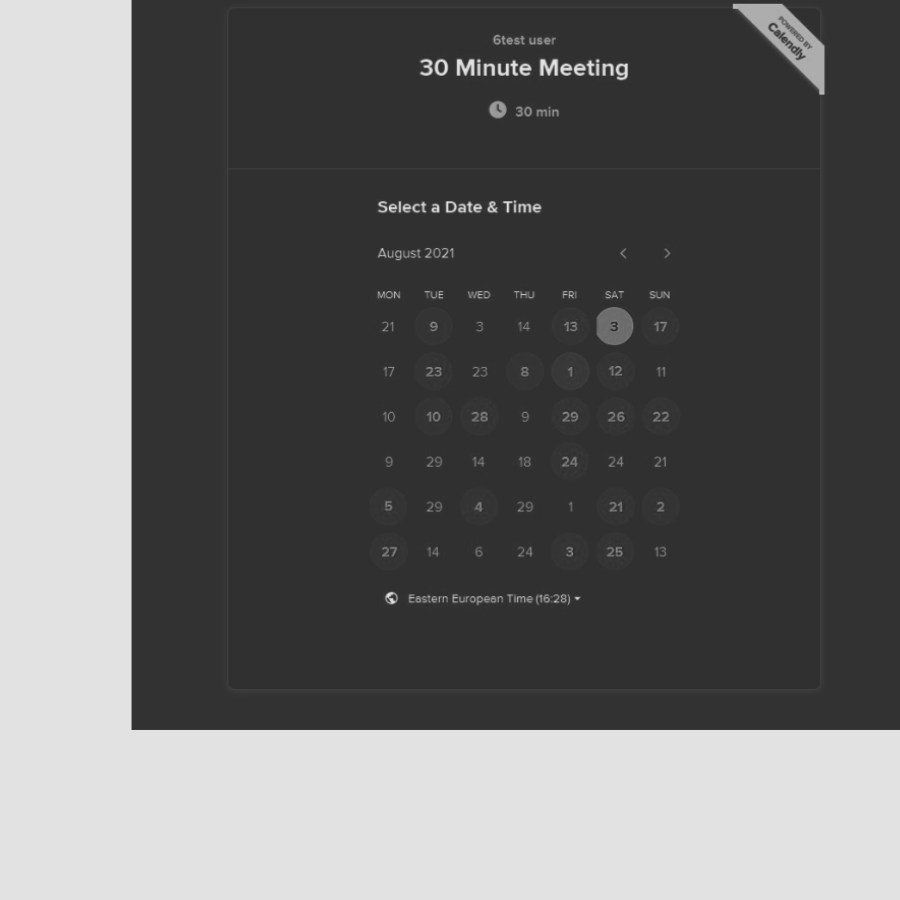 POWERED BY
Calendly
6test user
30 Minute Meeting
30 min
Select a Date & Time
August 2021
MON TUE WED THU FRI SAT SUN
21 9 3 14 13 3 17
17 23 23 8 1 12 11
10 10 28 9 29 26 22
9 29 14 18 24 24 21
5 29 4 29 1 21 2
27 14 6 24 3 25 13
Eastern European Time (16:28)